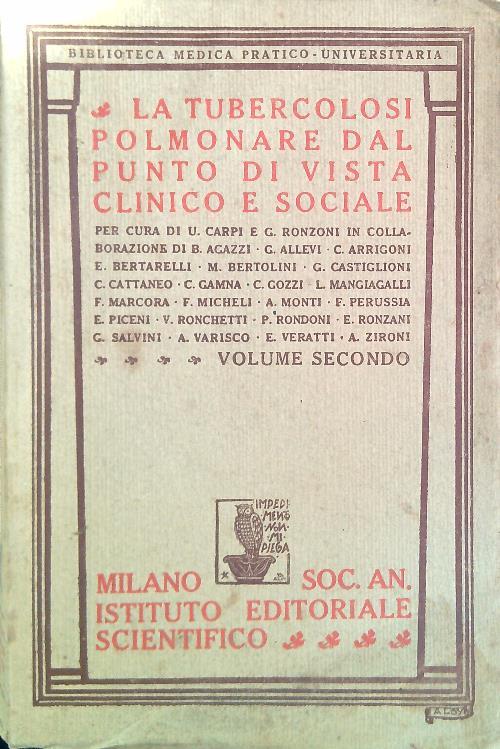 BIBLIOTECA MEDICA PRATICO-UNIVERSITARIA
LA TUBERCOLOSI
POLMONARE DAL
PUNTO DI VISTA
CLINICO E SOCIALE
PER CURA DI U. CARPI E G. RONZONI IN COLLA-
BORAZIONE DI B. AGAZZI · G. ALLEVI · C. ARRIGONI
E. BERTARELLI · M. BERTOLINI · G. CASTIGLIONI
C. CATTANEO · C. GAMNA · C. GOZZI · L. MANGIAGALLI
F. MARCORA · F. MICHELI · A. MONTI · F. PERUSSIA
E. PICENI · V. RONCHETTI · P. RONDONI · E. RONZANI
G. SALVINI · A. VARISCO · E. VERATTI · A. ZIRONI
VOLUME SECONDO
IMPEDI
MENTO
NON
MI
PIEGA
MILANO SOC. AN.
ISTITUTO EDITORIALE
SCIENTIFICO